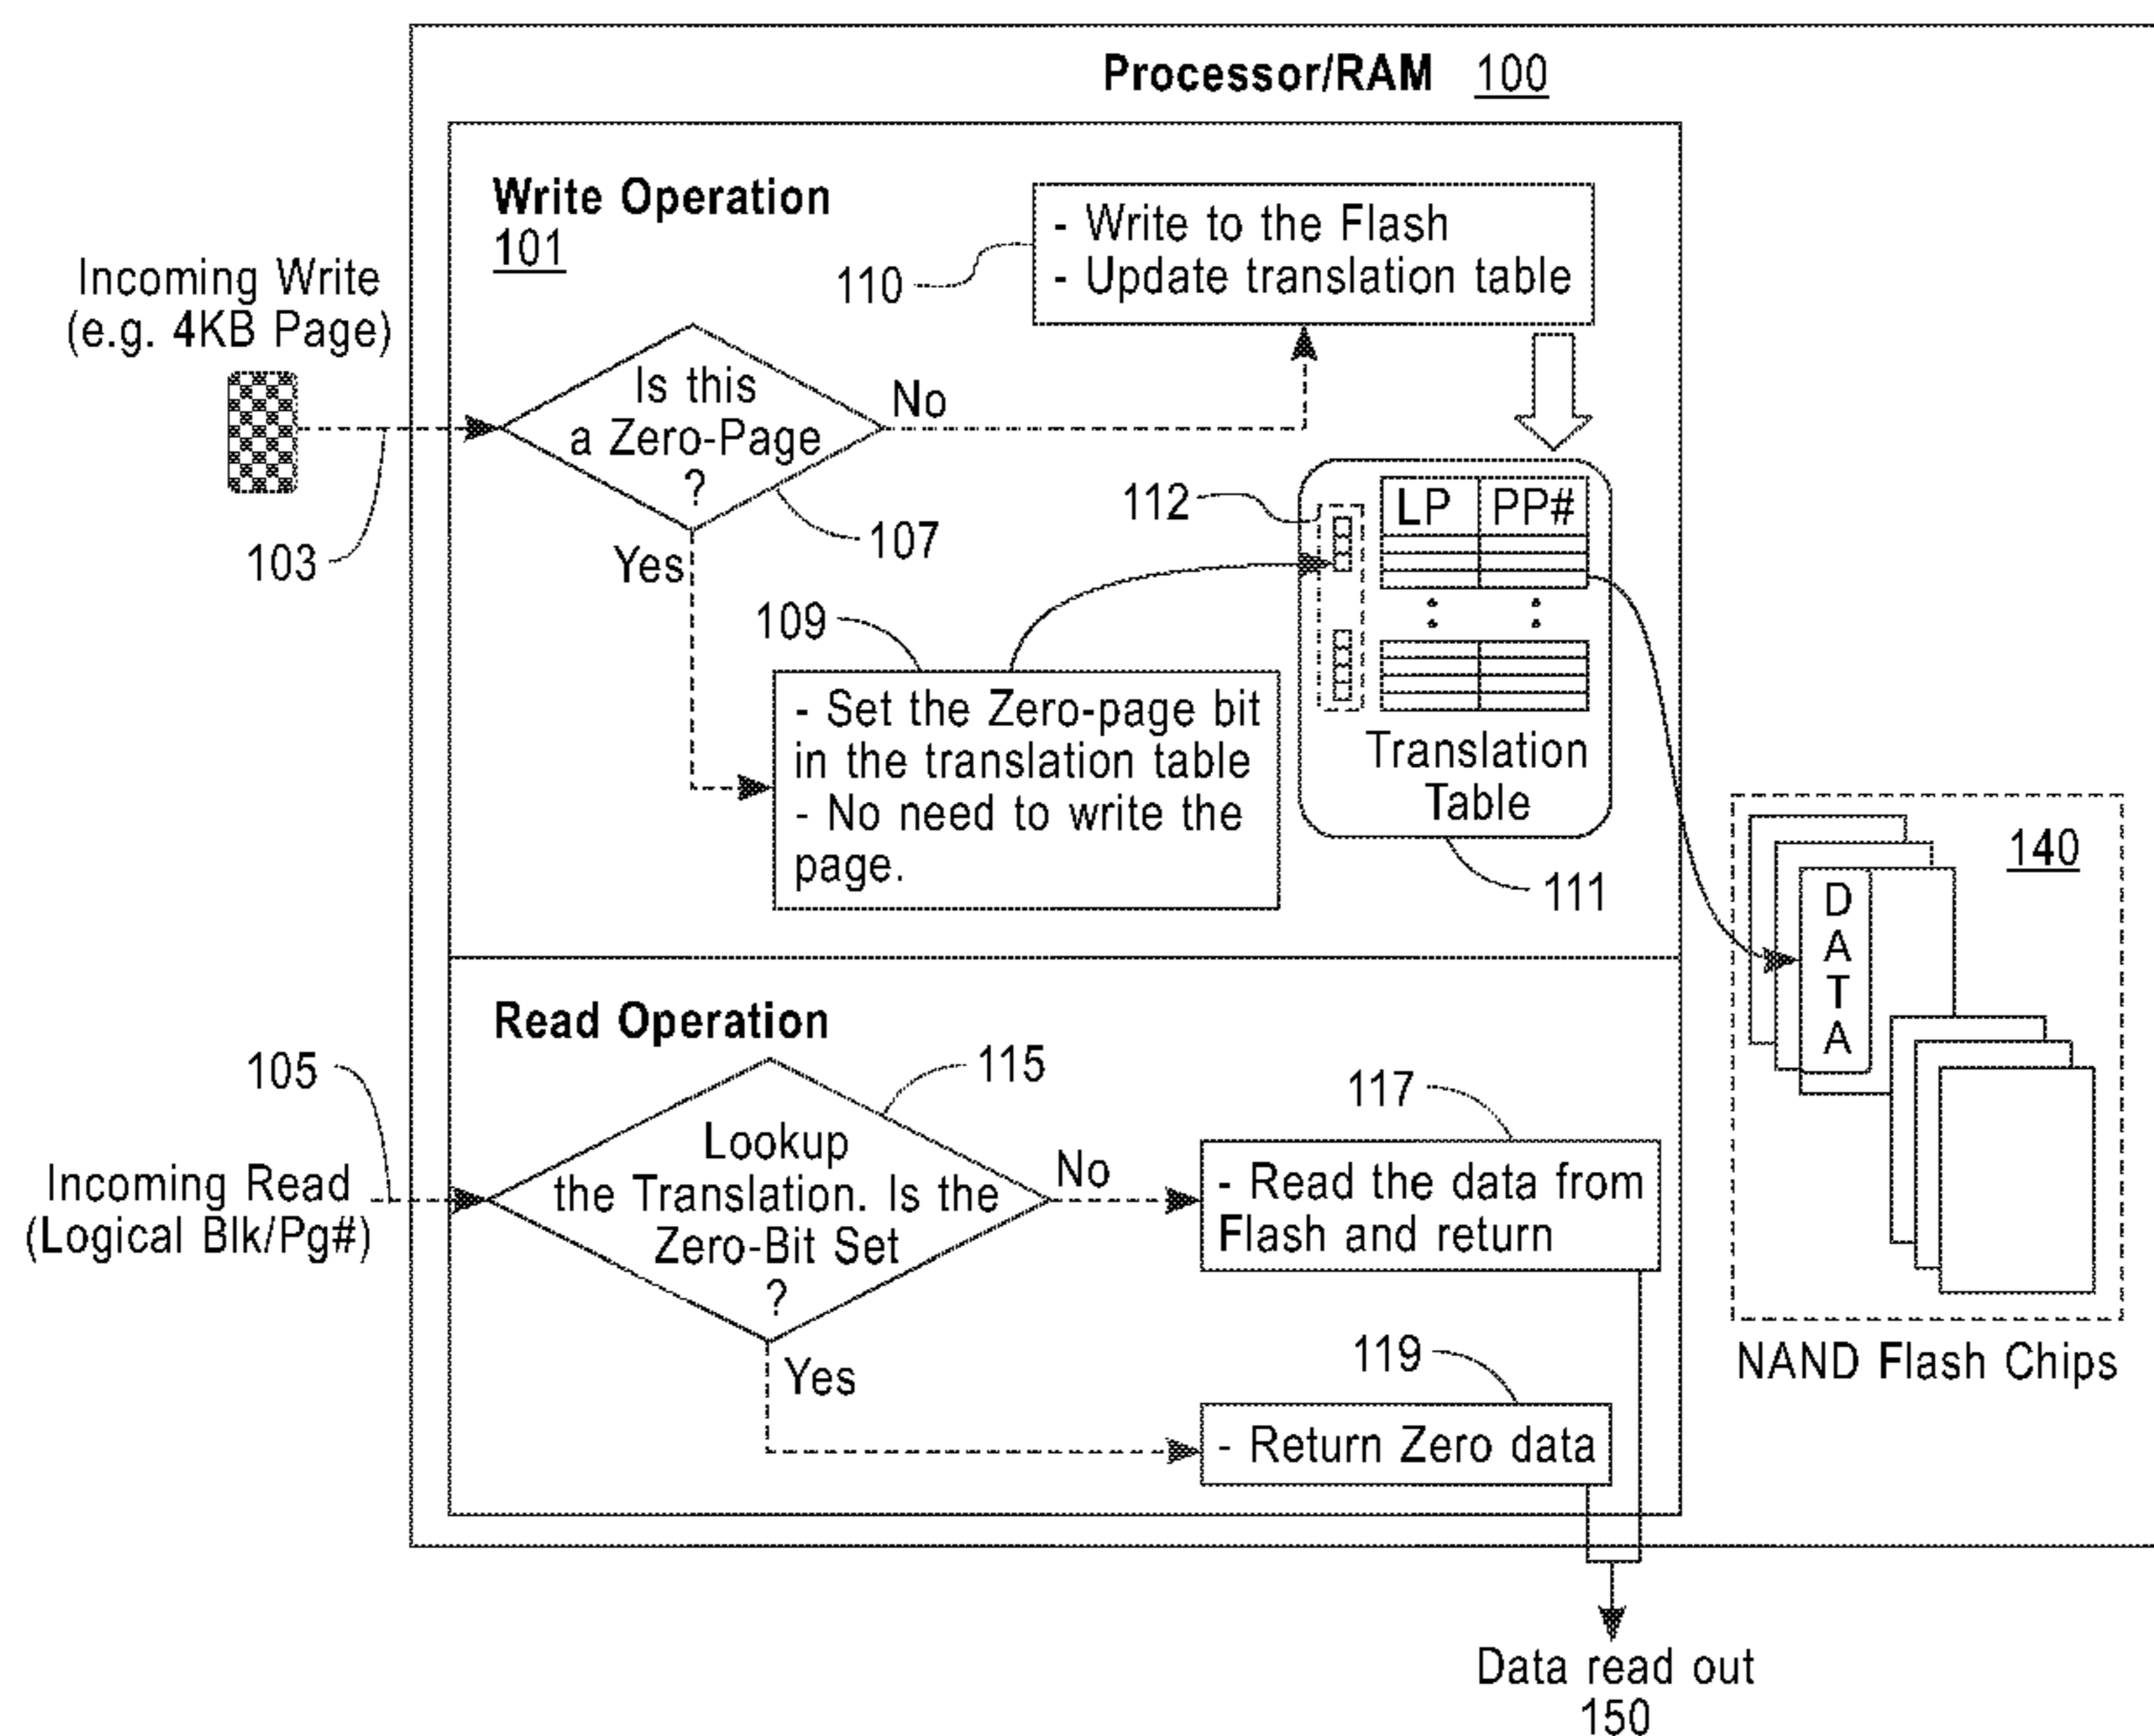 Processor/RAM 100
Write Operation
101
- Write to the Flash
- Update translation table
110
Incoming Write
(e.g. 4KB Page)
103
Is this
a Zero-Page
?
No
Yes
107
112
LP PP#
Translation
Table
111
109
- Set the Zero-page bit
in the translation table
- No need to write the
page.
140
D
A
T
A
NAND Flash Chips
Read Operation
105
Incoming Read
(Logical Blk/Pg#)
115
Lookup
the Translation. Is the
Zero-Bit Set
?
No
Yes
117
- Read the data from
Flash and return
119
- Return Zero data
Data read out
150